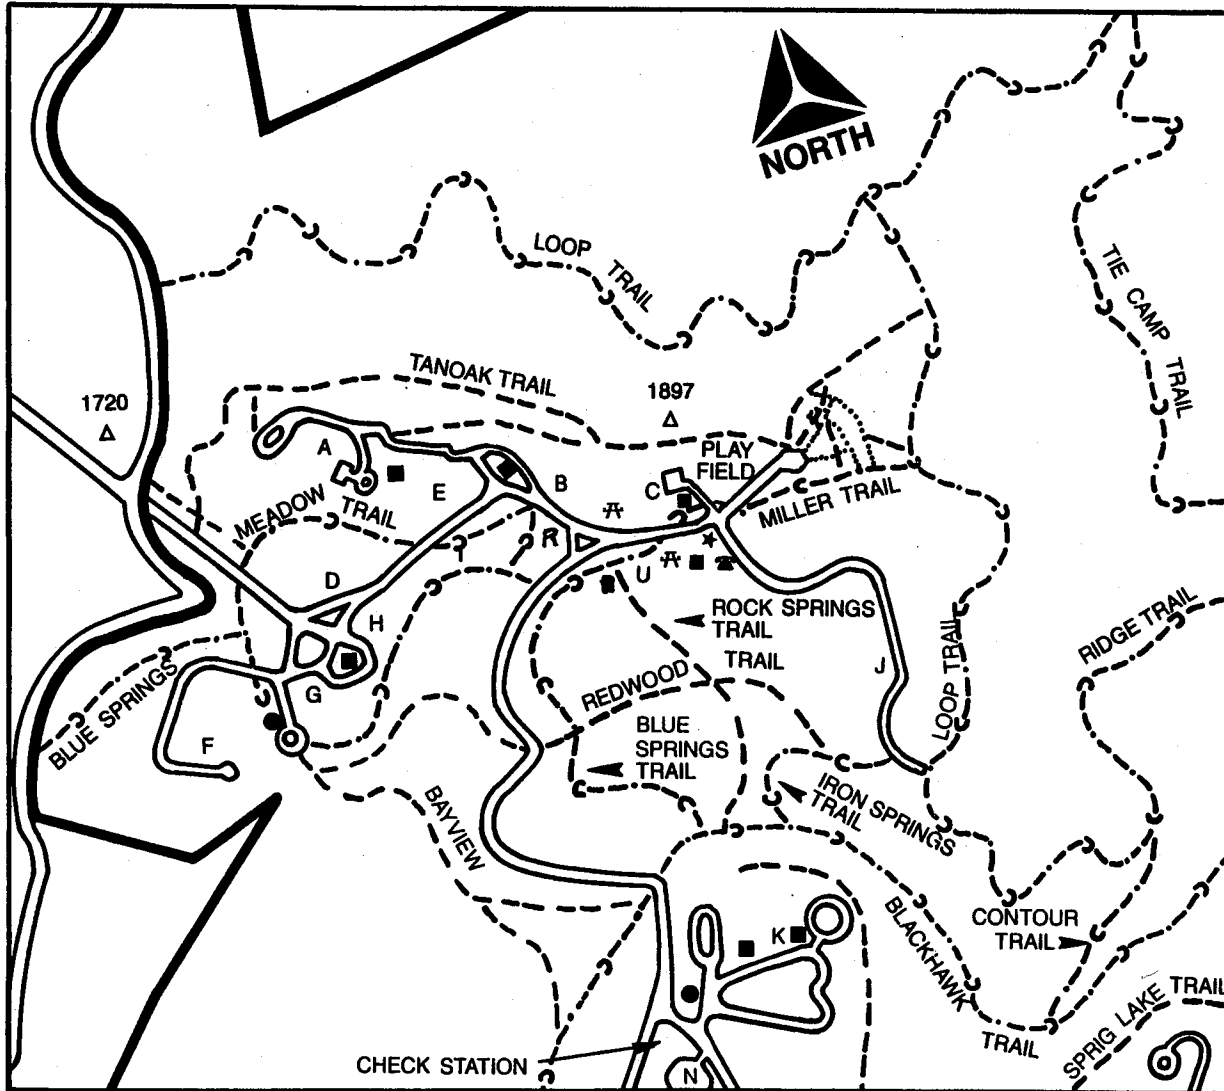 NORTH
LOOP TRAIL
TIE CAMP TRAIL
TANOAK TRAIL
1720
1897
A
PLAY
FIELD
E
B
C
MEADOW TRAIL
MILLER TRAIL
R
D
U
H
ROCK SPRINGS
TRAIL
RIDGE TRAIL
LOOP TRAIL
J
REDWOOD TRAIL
BLUE SPRINGS
G
F
BLUE
SPRINGS
TRAIL
IRON SPRINGS
TRAIL
BAYVIEW
BLACKHAWK TRAIL
CONTOUR
TRAIL
K
SPRIG LAKE TRAIL
CHECK STATION
N